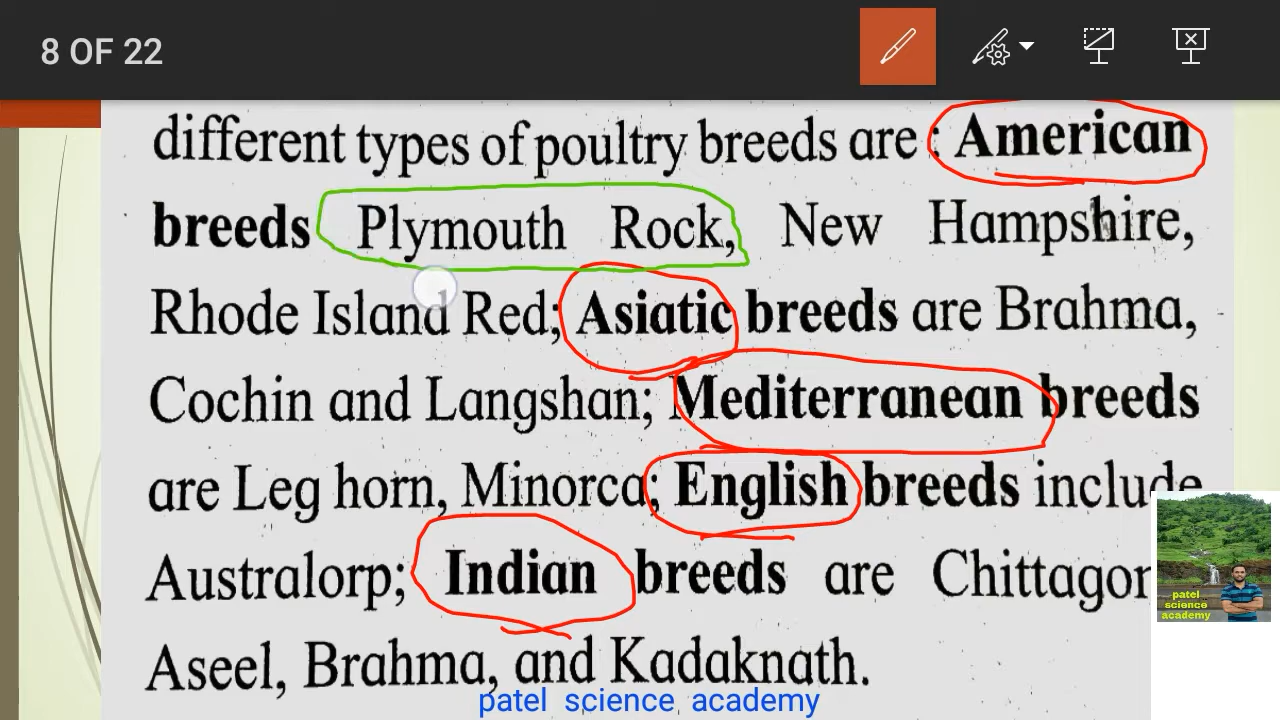 8 OF 22
different types of poultry breeds are : American
breeds Plymouth Rock, New Hampshire,
Rhode Island Red; Asiatic breeds are Brahma,
Cochin and Langshan; Mediterranean breeds
are Leg horn, Minorca; English breeds include
Australorp; Indian breeds are Chittagon
Aseel, Brahma, and Kadaknath.
patel science academy
patel
science
academy